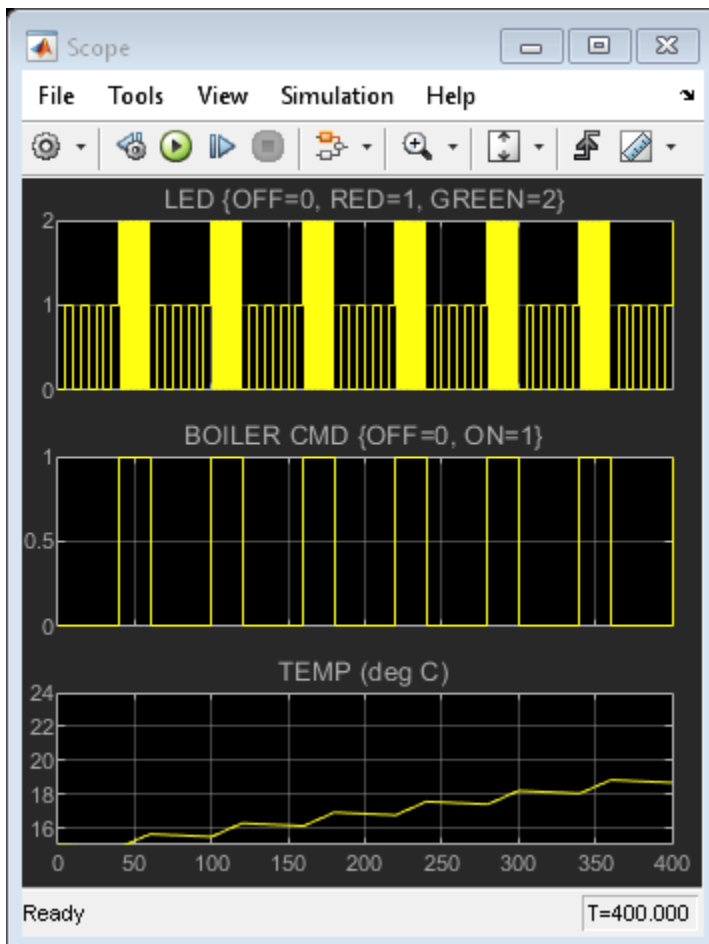 Scope
File Tools View Simulation Help
LED {OFF=0, RED=1, GREEN=2}
2
1
0
BOILER CMD {OFF=0, ON=1}
1
0.5
0
TEMP (deg C)
24
22
20
18
16
0 50 100 150 200 250 300 350 400
Ready T=400.000